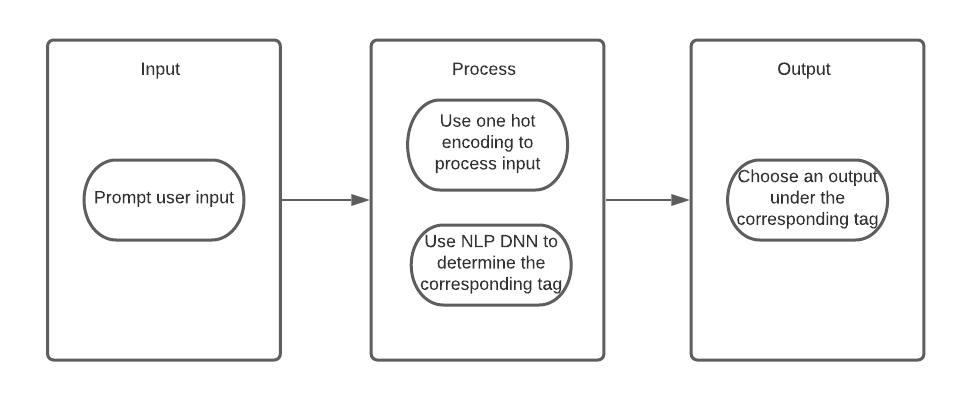 Input
Prompt user input
Process
Use one hot
encoding to
process input
Use NLP DNN to
determine the
corresponding tag
Output
Choose an output
under the
corresponding tag